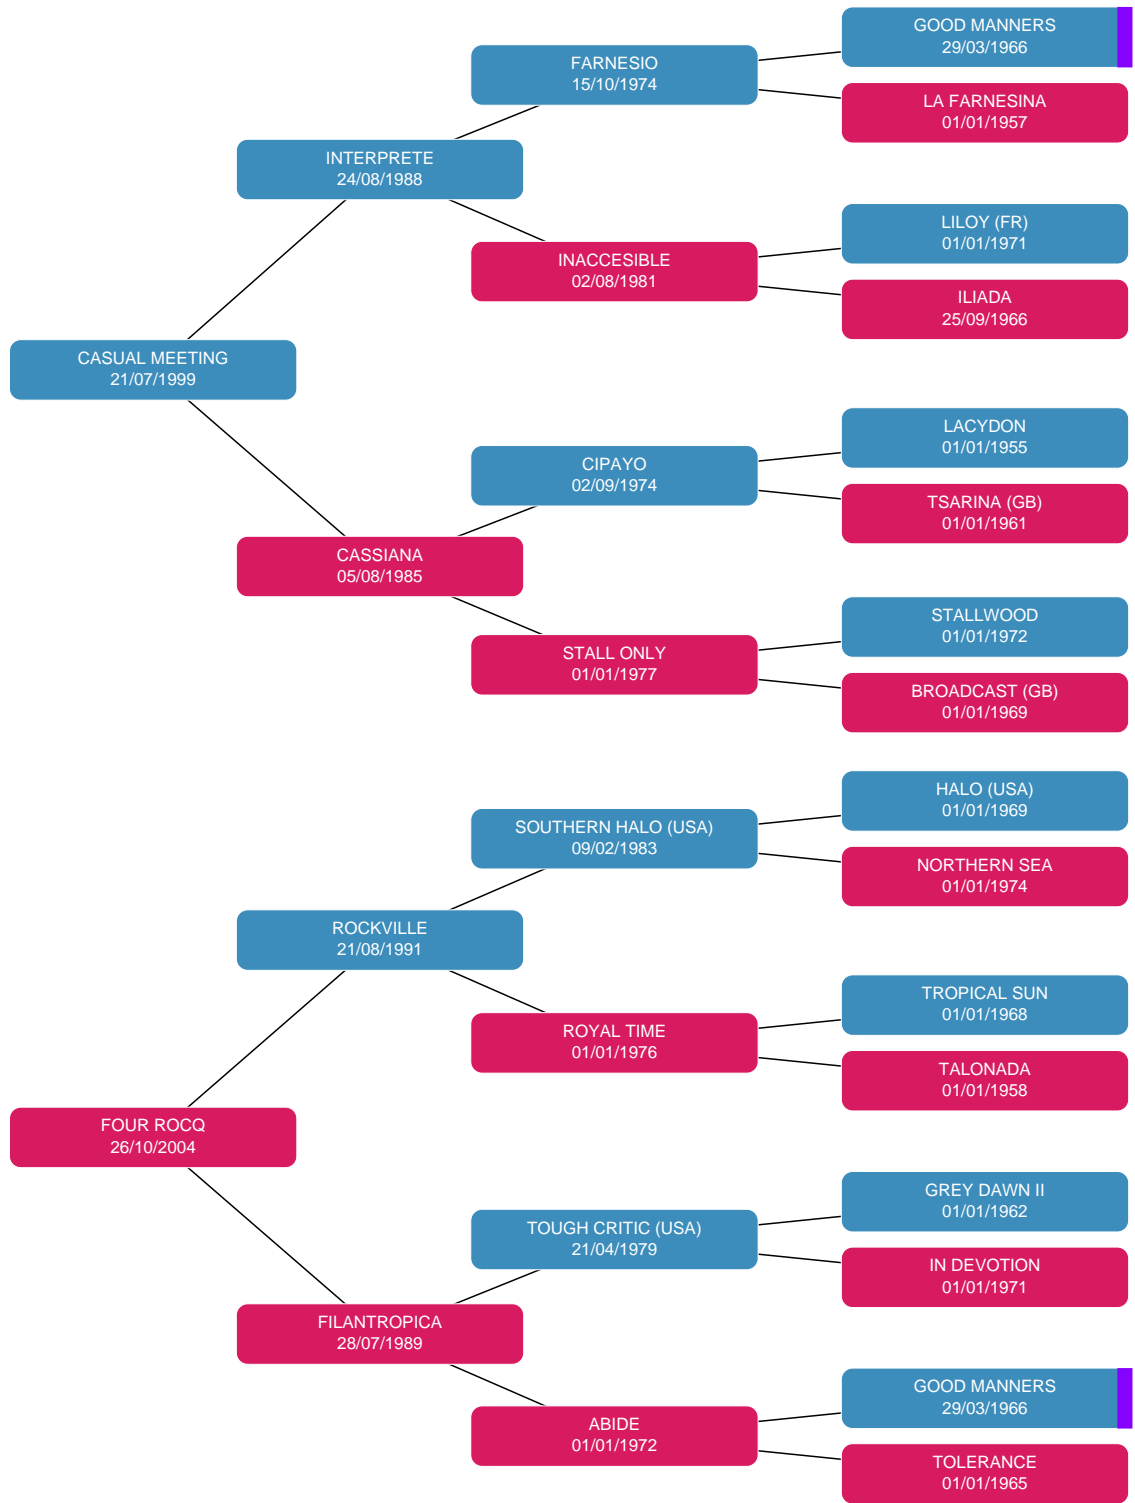 GOOD MANNERS
29/03/1966
FARNESIO
15/10/1974
LA FARNESINA
01/01/1957
INTERPRETE
24/08/1988
LILOY (FR)
01/01/1971
INACCESIBLE
02/08/1981
ILIADA
25/09/1966
CASUAL MEETING
21/07/1999
LACYDON
01/01/1955
CIPAYO
02/09/1974
TSARINA (GB)
01/01/1961
CASSIANA
05/08/1985
STALLWOOD
01/01/1972
STALL ONLY
01/01/1977
BROADCAST (GB)
01/01/1969
HALO (USA)
01/01/1969
SOUTHERN HALO (USA)
09/02/1983
NORTHERN SEA
01/01/1974
ROCKVILLE
21/08/1991
TROPICAL SUN
01/01/1968
ROYAL TIME
01/01/1976
TALONADA
01/01/1958
FOUR ROCQ
26/10/2004
GREY DAWN II
01/01/1962
TOUGH CRITIC (USA)
21/04/1979
IN DEVOTION
01/01/1971
FILANTROPICA
28/07/1989
GOOD MANNERS
29/03/1966
ABIDE
01/01/1972
TOLERANCE
01/01/1965